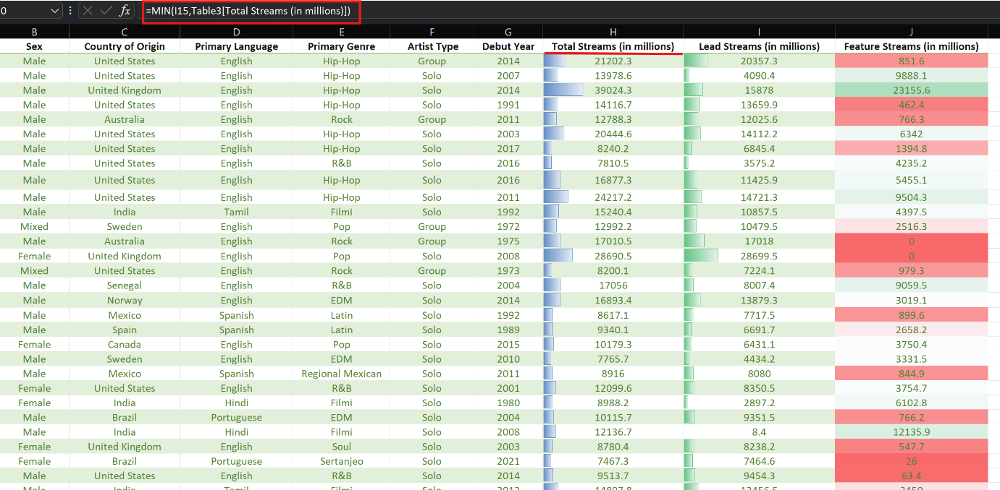 0 fx =MIN(I15,Table3[Total Streams (in millions)])
B C D E F G H I J
Sex Country of Origin Primary Language Primary Genre Artist Type Debut Year Total Streams (in millions) Lead Streams (in millions) Feature Streams (in millions)
Male United States English Hip-Hop Group 2014 21202.3 20357.3 851.6
Male United States English Hip-Hop Solo 2007 13978.6 4090.4 9888.1
Male United Kingdom English Hip-Hop Solo 2014 39024.3 15878 23155.6
Male United States English Hip-Hop Solo 1991 14116.7 13659.9 462.4
Male Australia English Rock Group 2011 12788.3 12025.6 766.3
Male United States English Hip-Hop Solo 2003 20444.6 14112.2 6342
Male United States English Hip-Hop Solo 2017 8240.2 6845.4 1394.8
Male United States English R&B Solo 2016 7810.5 3575.2 4235.2
Male United States English Hip-Hop Solo 2016 16877.3 11425.9 5455.1
Male United States English Hip-Hop Solo 2011 24217.2 14721.3 9504.3
Male India Tamil Filmi Solo 1992 15240.4 10857.5 4397.5
Mixed Sweden English Pop Group 1972 12992.2 10479.5 2516.3
Male Australia English Rock Group 1975 17010.5 17018 0
Female United Kingdom English Pop Solo 2008 28690.5 28699.5 0
Mixed United States English Rock Group 1973 8200.1 7224.1 979.3
Male Senegal English R&B Solo 2004 17056 8007.4 9059.5
Male Norway English EDM Solo 2014 16893.4 13879.3 3019.1
Male Mexico Spanish Latin Solo 1992 8617.1 7717.5 899.6
Male Spain Spanish Latin Solo 1989 9340.1 6691.7 2658.2
Female Canada English Pop Solo 2015 10179.3 6431.1 3750.4
Male Sweden English EDM Solo 2010 7765.7 4434.2 3331.5
Male Mexico Spanish Regional Mexican Solo 2011 8916 8080 844.9
Female United States English R&B Solo 2001 12099.6 8350.5 3754.7
Female India Hindi Filmi Solo 1980 8988.2 2897.2 6102.8
Male Brazil Portuguese EDM Solo 2004 10115.7 9351.5 766.2
Male India Hindi Filmi Solo 2008 12136.7 8.4 12135.9
Female United Kingdom English Soul Solo 2003 8780.4 8238.2 547.7
Female Brazil Portuguese Sertanjeo Solo 2021 7467.3 7464.6 26
Male United States English R&B Solo 2014 9513.7 9454.3 63.4
Male India Tamil Filmi Solo 2012